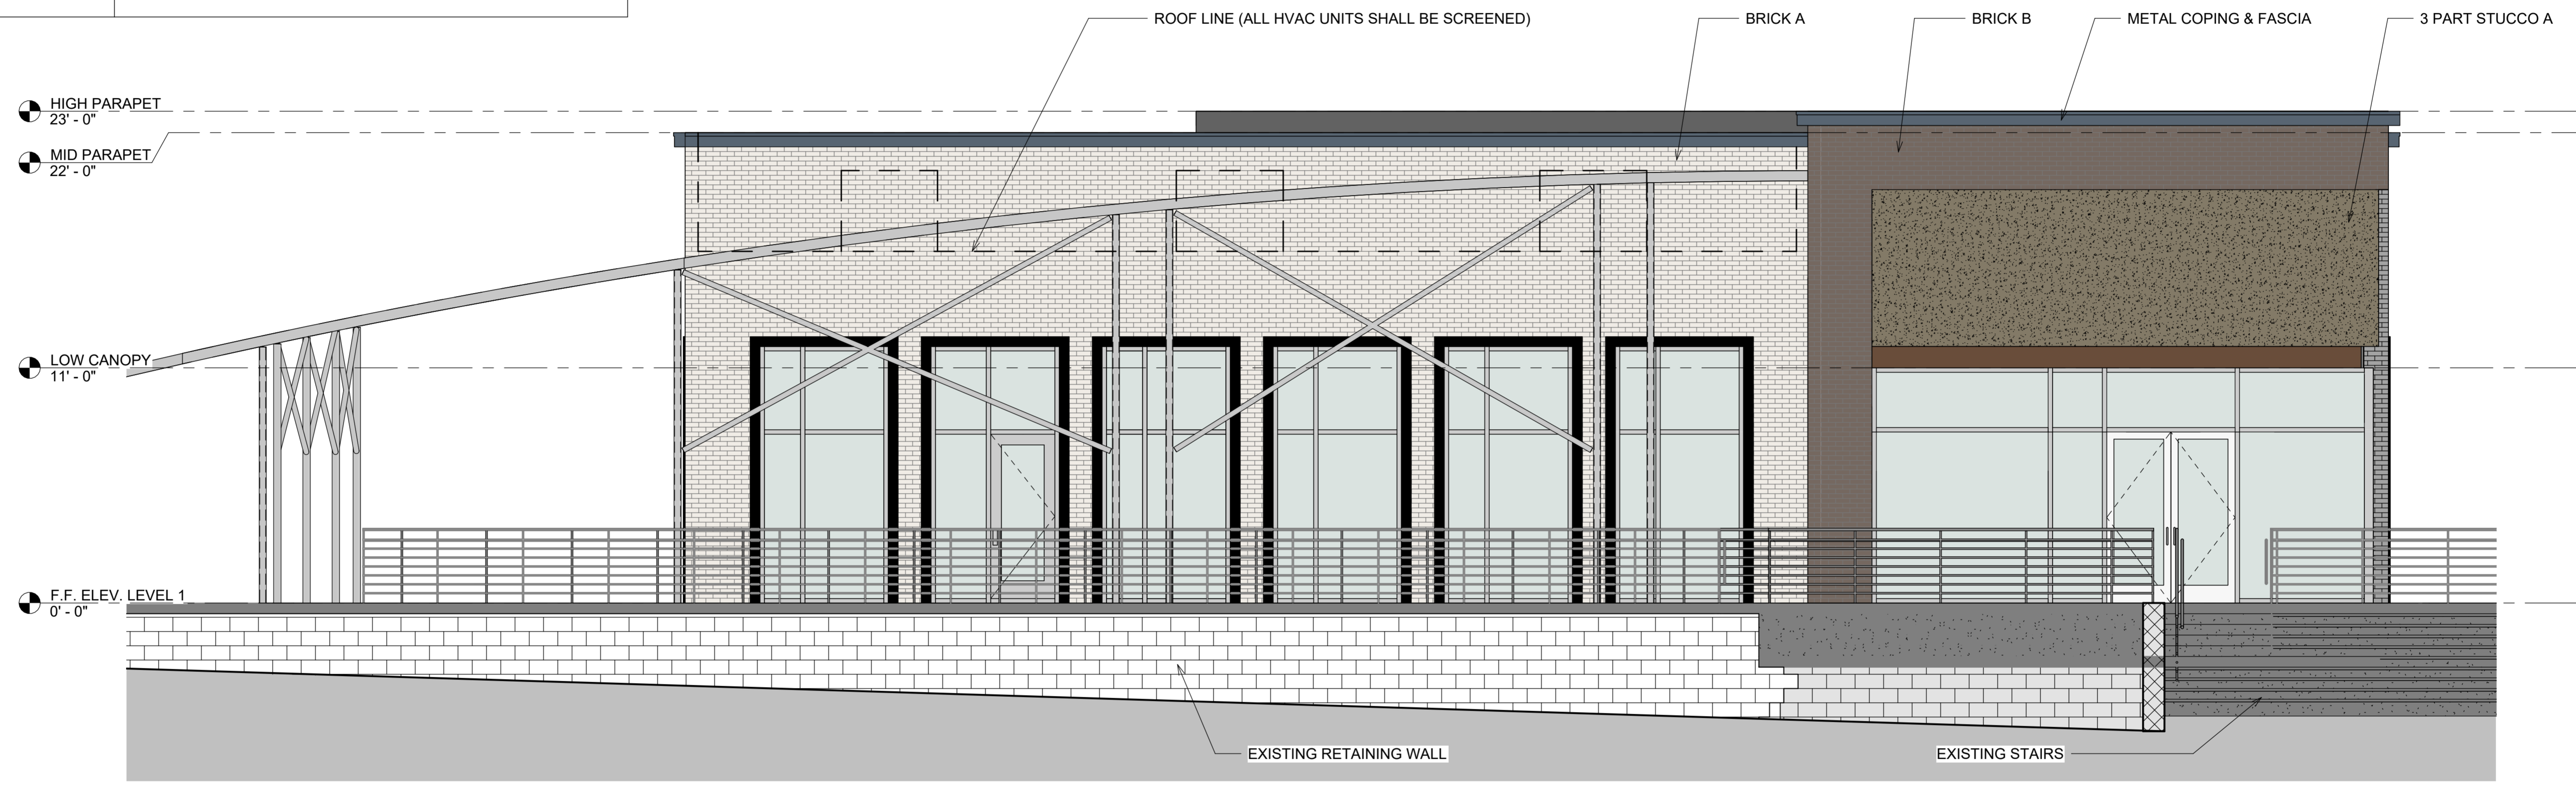 ROOF LINE (ALL HVAC UNITS SHALL BE SCREENED)
BRICK A
BRICK B
METAL COPING & FASCIA
3 PART STUCCO A
HIGH PARAPET
23' - 0"
MID PARAPET
22' - 0"
LOW CANOPY
11' - 0"
F.F. ELEV. LEVEL 1
0' - 0"
EXISTING RETAINING WALL
EXISTING STAIRS